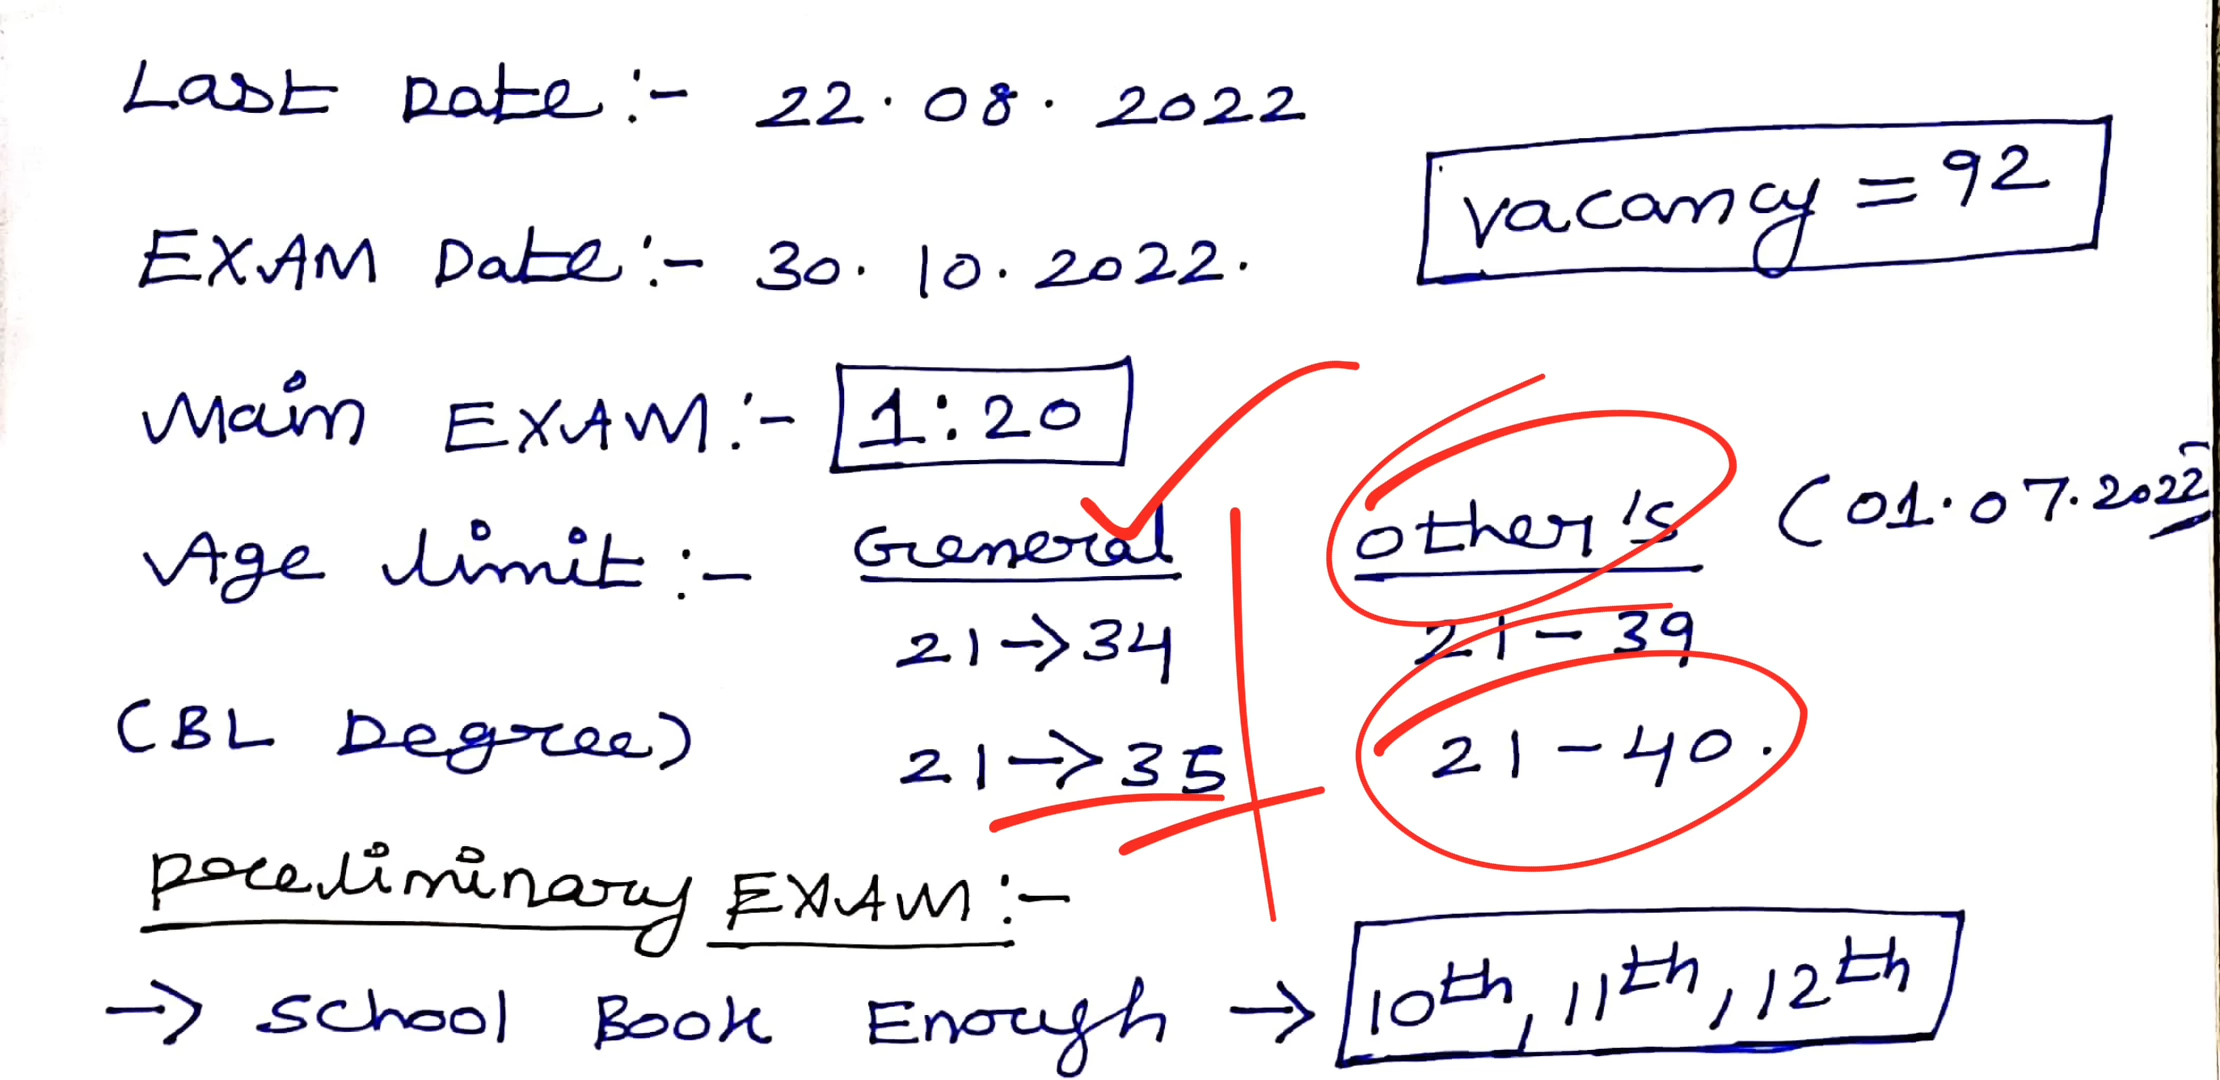 Last Date :- 22.08.2022
vacancy = 92
EXAM Date :- 30.10.2022.
Main EXAM :- 1:20
Age limit :- General Other's (01.07.2022
21→34 21-39
(BL Degree) 21→35 21-40.
Preliminary EXAM :-
→ School Book Enough → 10th, 11th, 12th